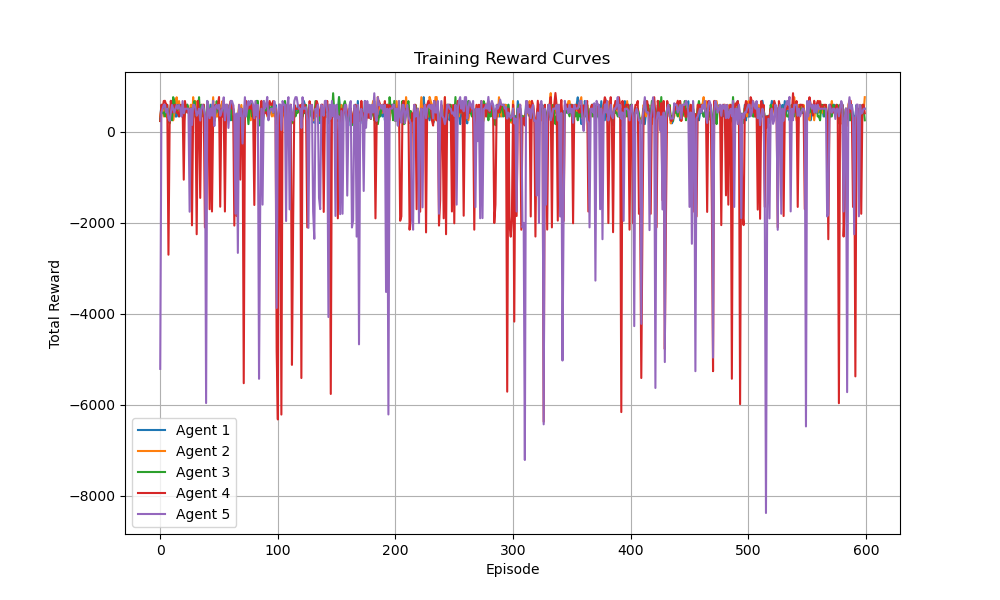 Training Reward Curves
Total Reward
0
−2000
−4000
−6000
−8000
Agent 1
Agent 2
Agent 3
Agent 4
Agent 5
0 100 200 300 400 500 600
Episode